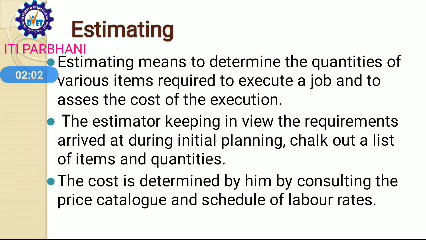 DVET
Estimating
ITI PARBHANI
02:02
Estimating means to determine the quantities of
various items required to execute a job and to
asses the cost of the execution.
The estimator keeping in view the requirements
arrived at during initial planning, chalk out a list
of items and quantities.
The cost is determined by him by consulting the
price catalogue and schedule of labour rates.